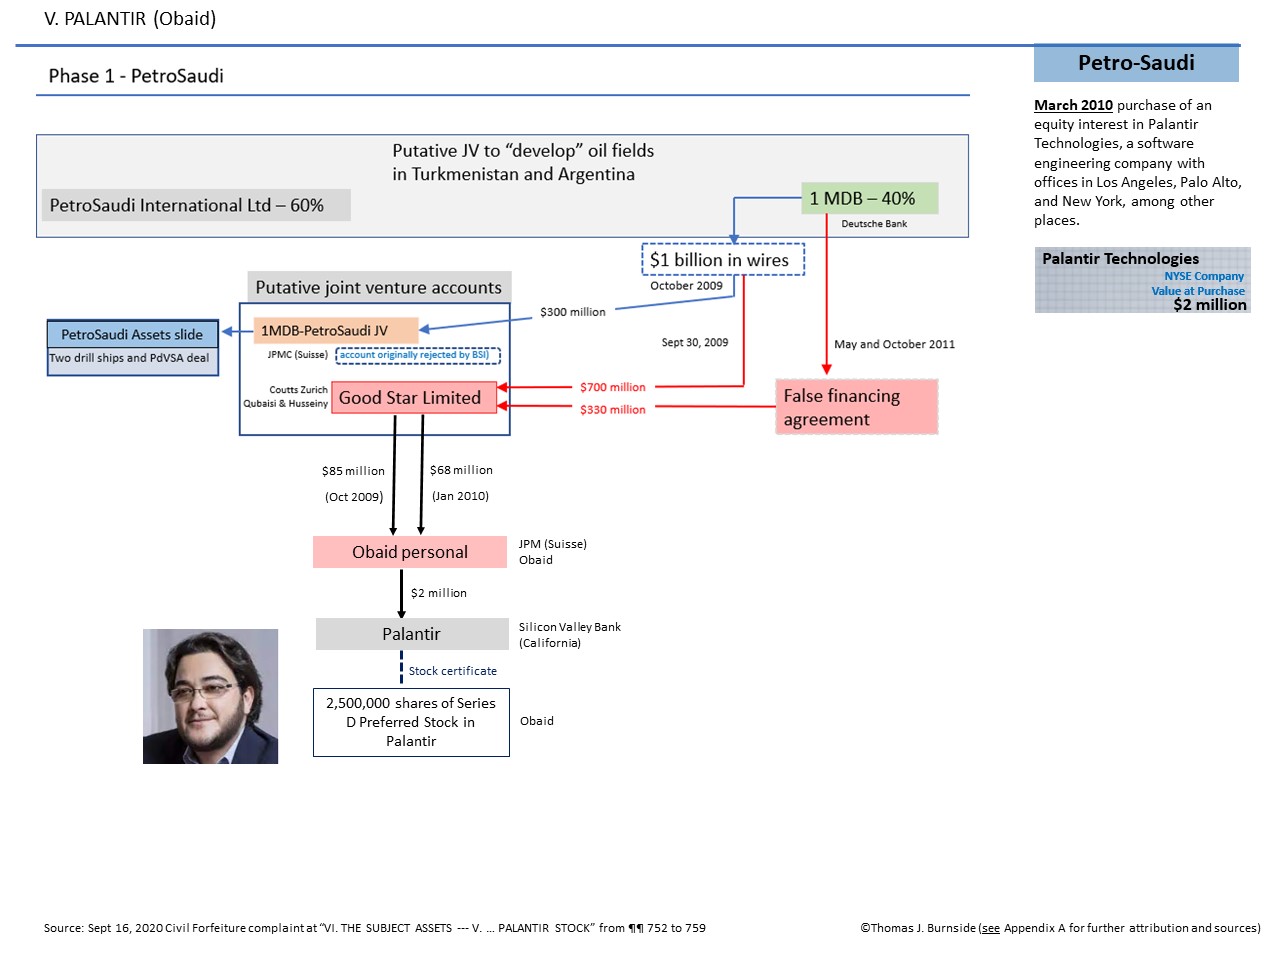 V. PALANTIR (Obaid)
Phase 1 - PetroSaudi
Petro-Saudi
March 2010 purchase of an
equity interest in Palantir
Technologies, a software
engineering company with
offices in Los Angeles, Palo Alto,
and New York, among other
places.
Palantir Technologies
NYSE Company
Value at Purchase
$2 million
Putative JV to “develop” oil fields
in Turkmenistan and Argentina
PetroSaudi International Ltd – 60%
1 MDB – 40%
Deutsche Bank
$1 billion in wires
October 2009
Putative joint venture accounts
$300 million
PetroSaudi Assets slide
Two drill ships and PdVSA deal
1MDB-PetroSaudi JV
JPMC (Suisse)
account originally rejected by BSI)
Sept 30, 2009
May and October 2011
Coutts Zurich
Qubaisi & Husseiny
Good Star Limited
$700 million
$330 million
False financing
agreement
$85 million
(Oct 2009)
$68 million
(Jan 2010)
Obaid personal
JPM (Suisse)
Obaid
$2 million
Palantir
Silicon Valley Bank
(California)
Stock certificate
2,500,000 shares of Series
D Preferred Stock in
Palantir
Obaid
Source: Sept 16, 2020 Civil Forfeiture complaint at “VI. THE SUBJECT ASSETS --- V. … PALANTIR STOCK” from ¶¶ 752 to 759
©Thomas J. Burnside (see Appendix A for further attribution and sources)